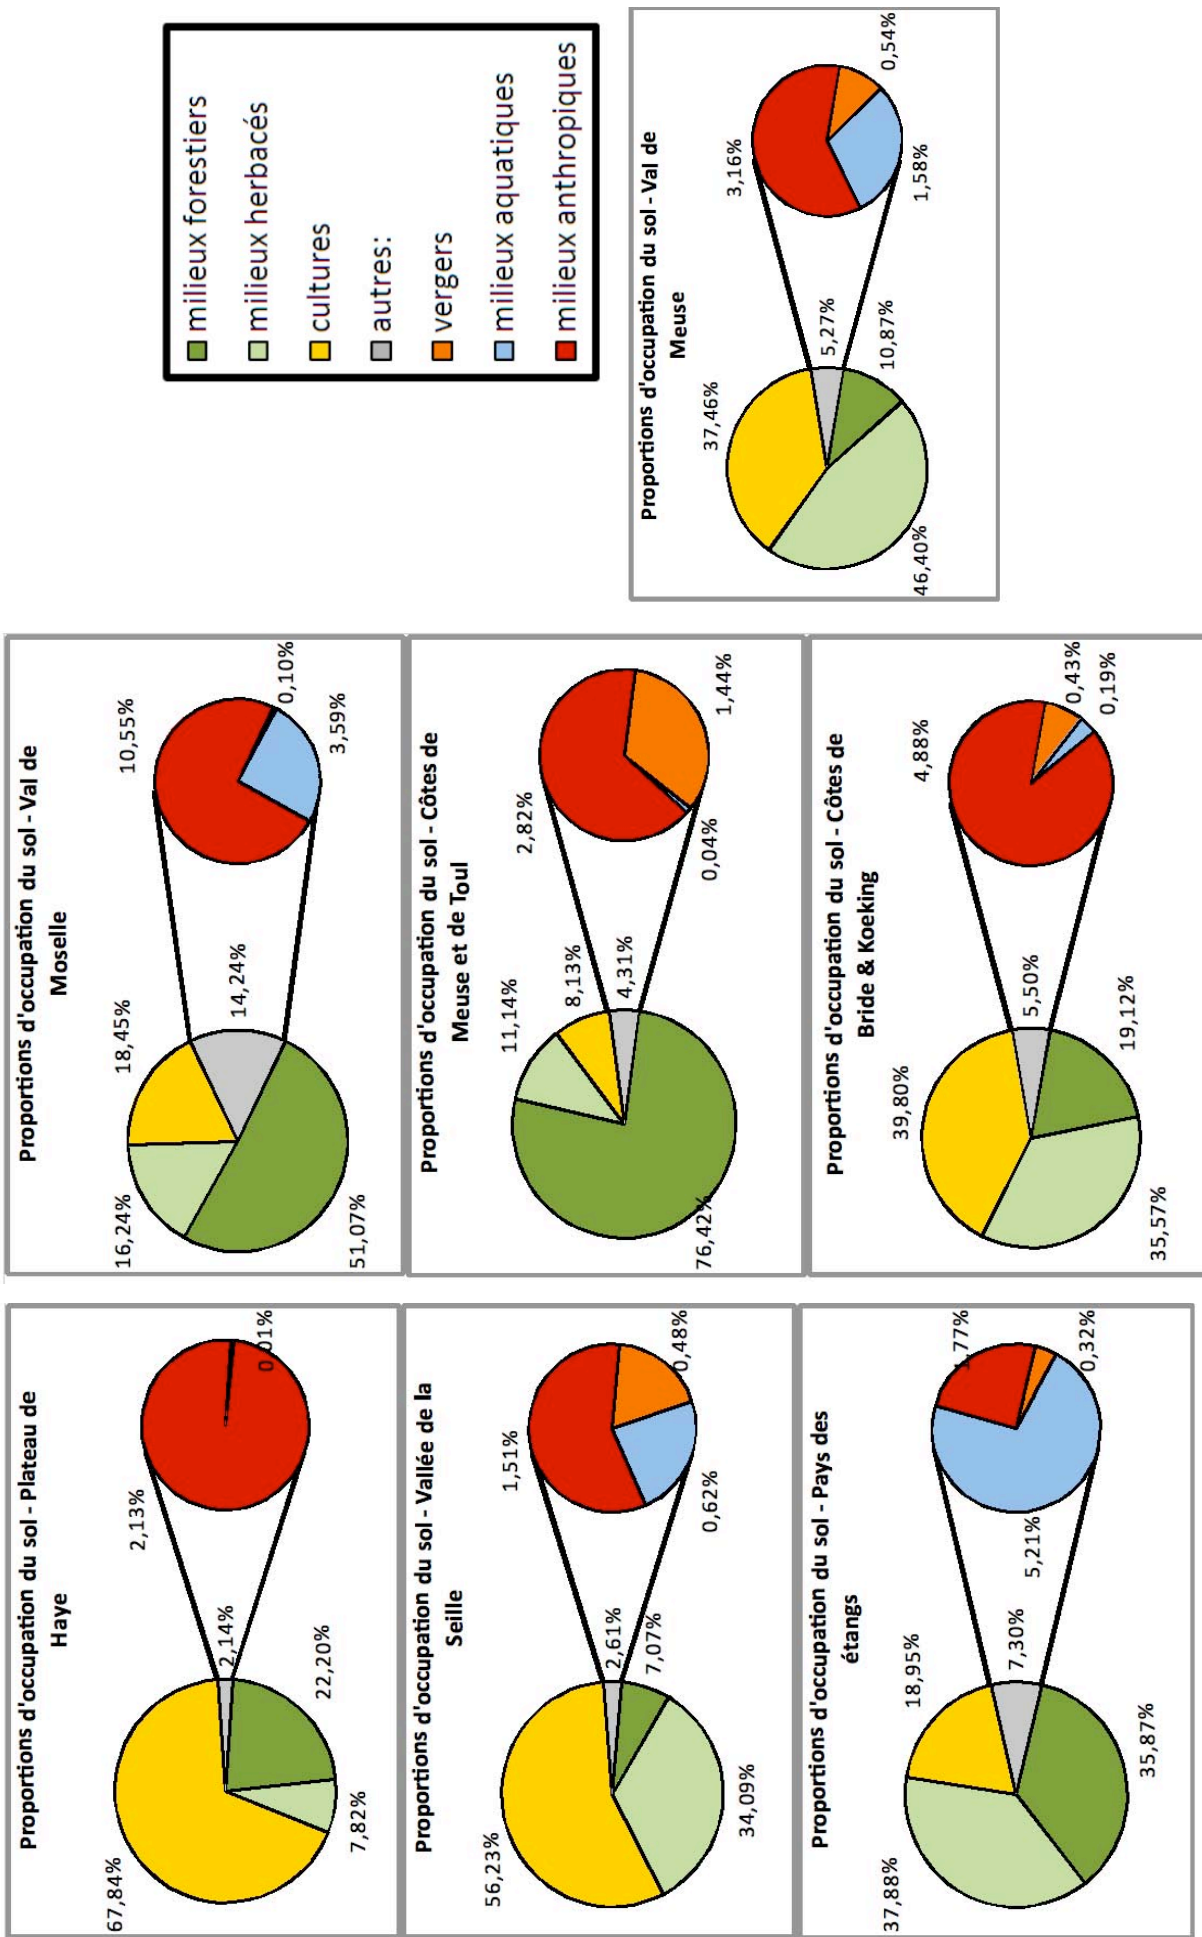 Proportions d'occupation du sol - Plateau de
Haye
67,84%
2,13%
2,14%
0,01%
22,20%
7,82%
Proportions d'occupation du sol - Val de
Moselle
18,45%
10,55%
16,24%
14,24%
0,10%
3,59%
51,07%
milieux forestiers
milieux herbacés
cultures
autres:
vergers
milieux aquatiques
milieux anthropiques
Proportions d'occupation du sol - Vallée de la
Seille
56,23%
1,51%
2,61%
0,48%
7,07%
0,62%
34,09%
Proportions d'occupation du sol - Côtes de
Meuse et de Toul
11,14%
2,82%
8,13%
4,31%
1,44%
0,04%
76,42%
Proportions d'occupation du sol - Val de
Meuse
37,46%
3,16%
5,27%
0,54%
10,87%
1,58%
46,40%
Proportions d'occupation du sol - Pays des
étangs
37,88%
18,95%
1,77%
7,30%
5,21%
0,32%
35,87%
Proportions d'occupation du sol - Côtes de
Bride & Koeking
39,80%
4,88%
5,50%
0,43%
0,19%
19,12%
35,57%